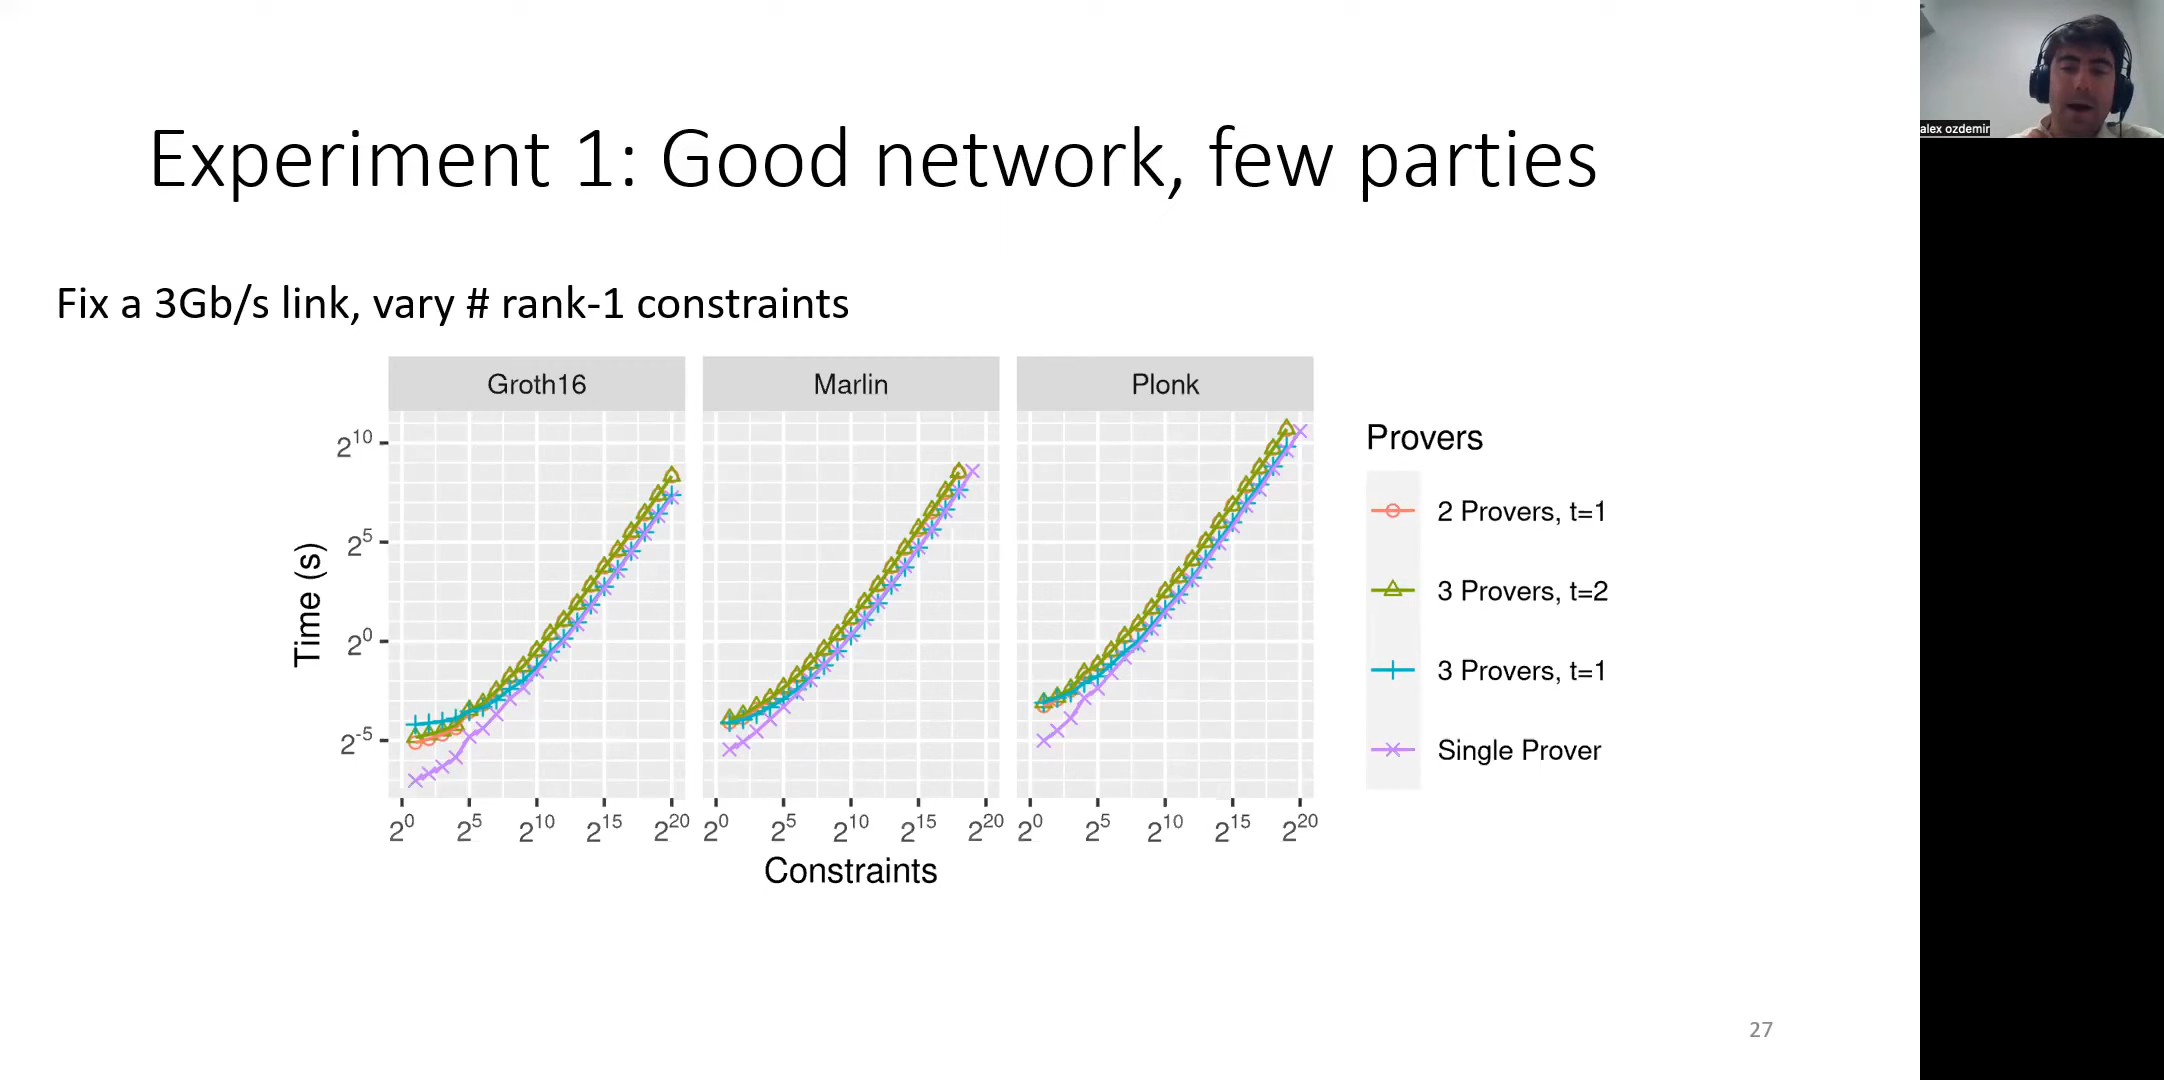 Experiment 1: Good network, few parties
alex ozdemir
Fix a 3Gb/s link, vary # rank-1 constraints
Groth16 Marlin Plonk
Provers
2 Provers, t=1
3 Provers, t=2
3 Provers, t=1
Single Prover
Time (s)
2^10
2^5
2^0
2^-5
2^0 2^5 2^10 2^15 2^20 2^0 2^5 2^10 2^15 2^20 2^0 2^5 2^10 2^15 2^20
Constraints
27